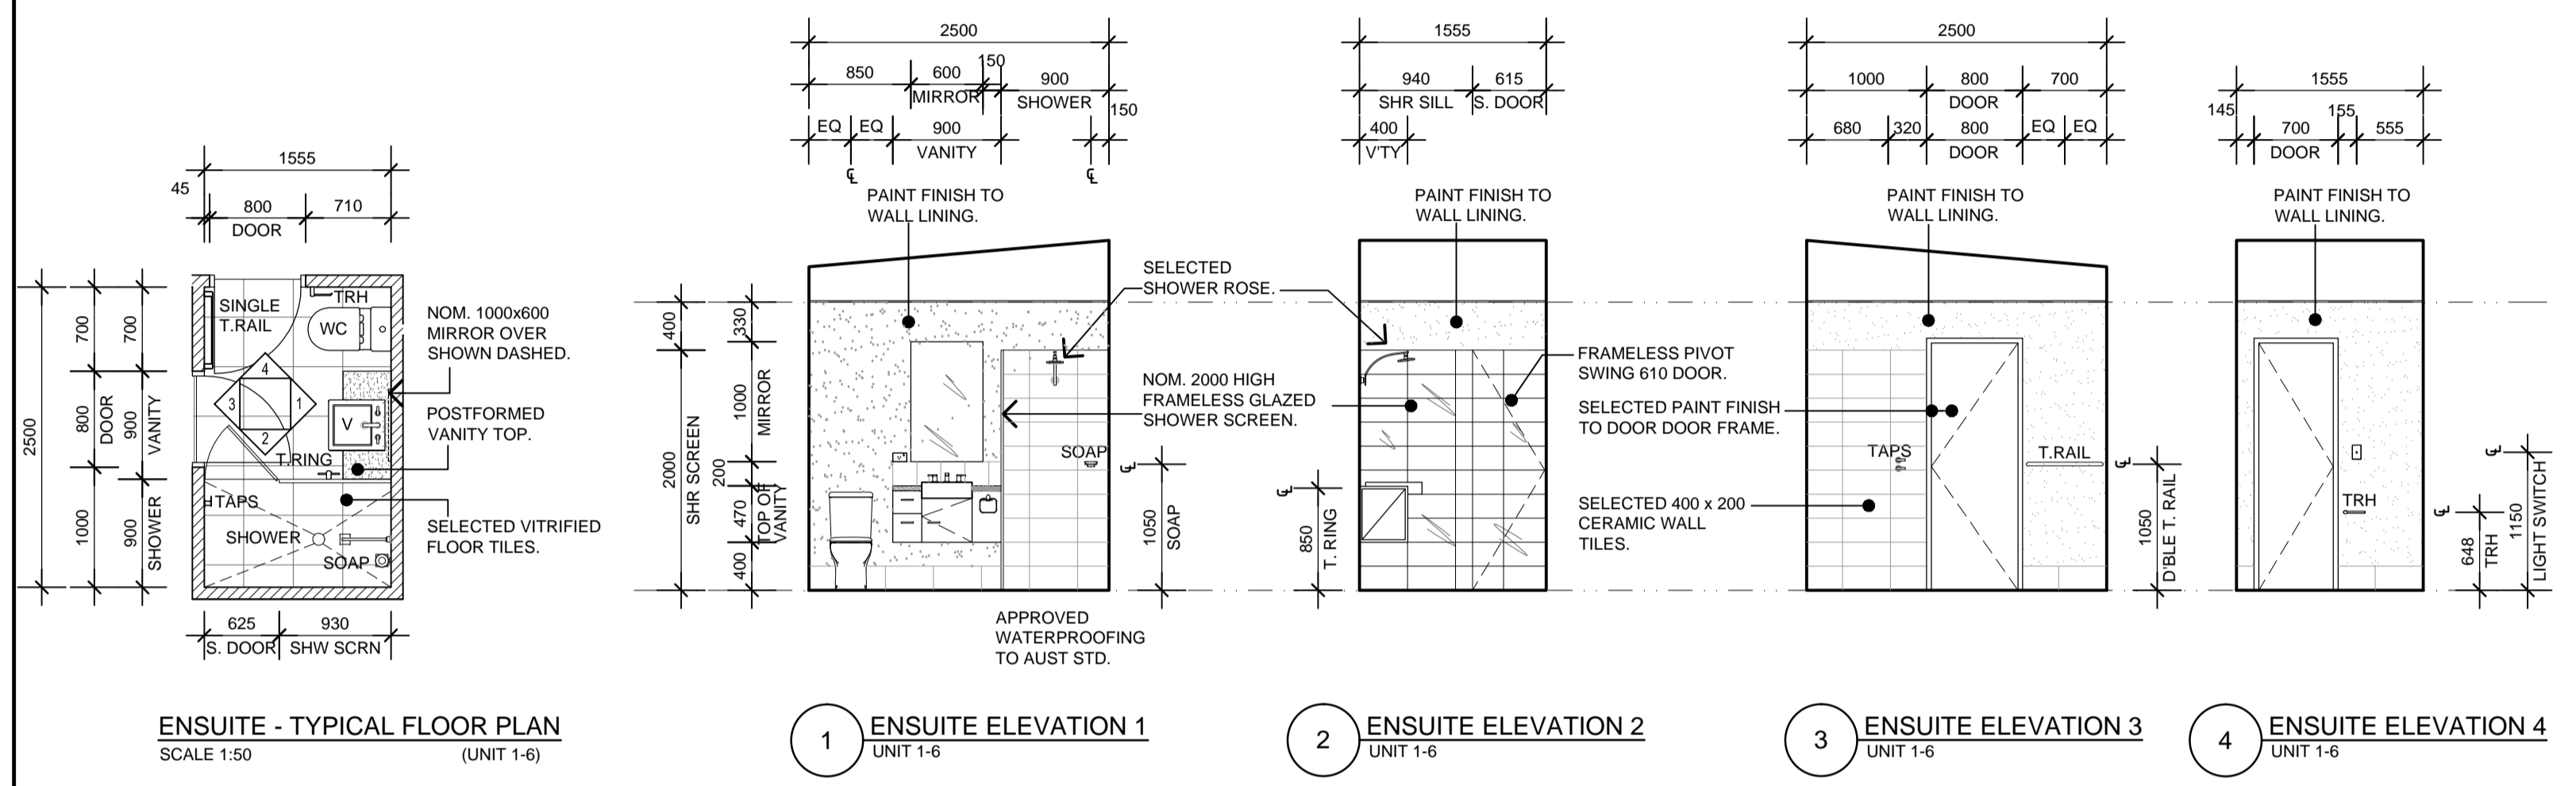 1555
45
800
710
DOOR
2500
700
800
DOOR
1000
700
900
VANITY
900
SHOWER
SINGLE
T.RAIL
TRH
WC
4
3
1
2
V
T.RING
TAPS
SHOWER
SOAP
NOM. 1000x600
MIRROR OVER
SHOWN DASHED.
POSTFORMED
VANITY TOP.
SELECTED VITRIFIED
FLOOR TILES.
625
930
S. DOOR
SHW SCRN
ENSUITE - TYPICAL FLOOR PLAN
SCALE 1:50
(UNIT 1-6)
2500
850
600
150
900
MIRROR
SHOWER
150
EQ
EQ
900
VANITY
℄
℄
PAINT FINISH TO
WALL LINING.
400
2000
SHR SCREEN
330
1000
MIRROR
200
470
TOP OF
VANITY
400
SOAP
℄
1050
SOAP
SELECTED
SHOWER ROSE.
NOM. 2000 HIGH
FRAMELESS GLAZED
SHOWER SCREEN.
APPROVED
WATERPROOFING
TO AUST STD.
1
ENSUITE ELEVATION 1
UNIT 1-6
1555
940
615
SHR SILL
S. DOOR
400
V'TY
PAINT FINISH TO
WALL LINING.
℄
850
T. RING
FRAMELESS PIVOT
SWING 610 DOOR.
SELECTED PAINT FINISH
TO DOOR DOOR FRAME.
SELECTED 400 x 200
CERAMIC WALL
TILES.
2
ENSUITE ELEVATION 2
UNIT 1-6
2500
1000
800
700
DOOR
680
320
800
EQ
EQ
DOOR
PAINT FINISH TO
WALL LINING.
TAPS
T.RAIL
℄
1050
D'BLE T. RAIL
3
ENSUITE ELEVATION 3
UNIT 1-6
1555
145
155
700
555
DOOR
PAINT FINISH TO
WALL LINING.
TRH
℄
648
TRH
℄
1150
LIGHT SWITCH
4
ENSUITE ELEVATION 4
UNIT 1-6